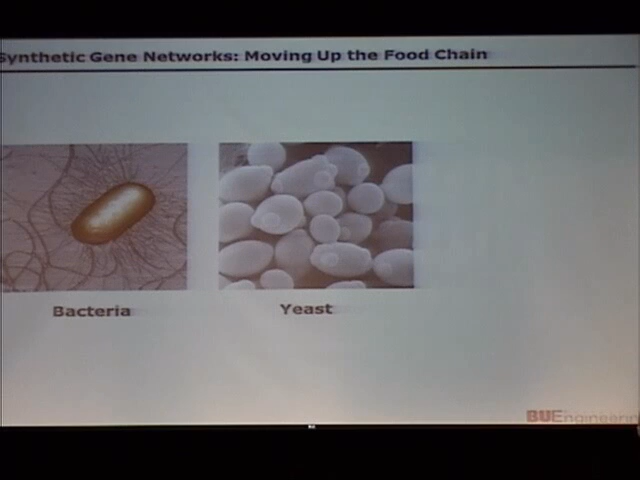 Synthetic Gene Networks: Moving Up the Food Chain
Bacteria
Yeast
BUEngineering